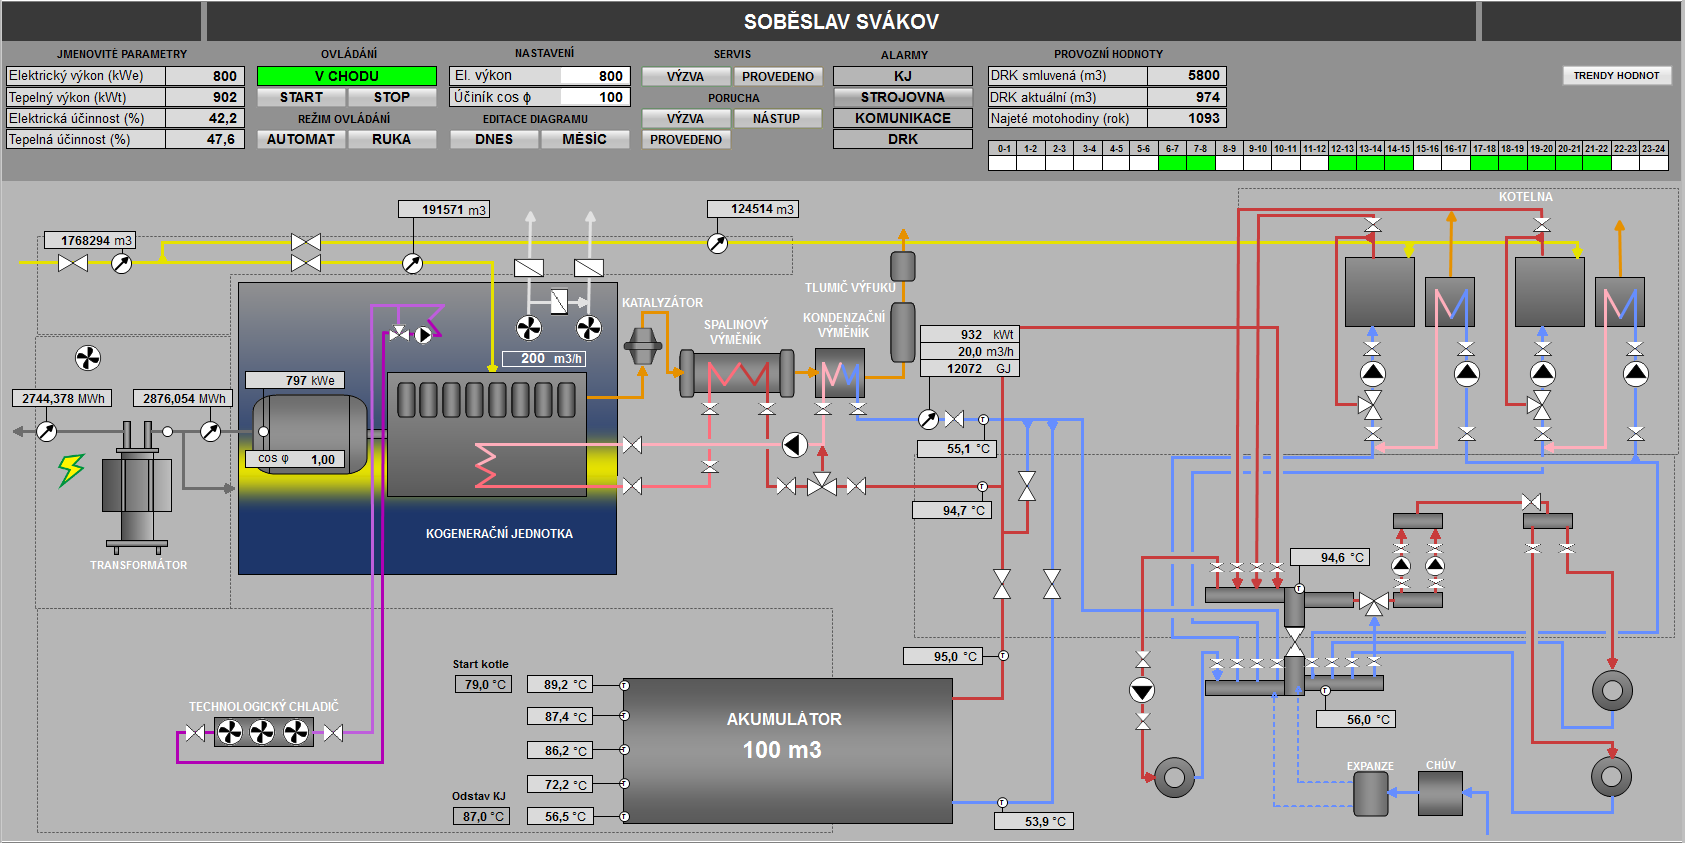 SOBĚSLAV SVÁKOV
JMENOVITÉ PARAMETRY
Elektrický výkon (kWe) 800
Tepelný výkon (kWt) 902
Elektrická účinnost (%) 42,2
Tepelná účinnost (%) 47,6
OVLÁDÁNÍ
V CHODU
START STOP
REŽIM OVLÁDÁNÍ
AUTOMAT RUKA
NASTAVENÍ
El. výkon 800
Účiník cos ϕ 100
EDITACE DIAGRAMU
DNES MĚSÍC
SERVIS
VÝZVA PROVEDENO
PORUCHA
VÝZVA NÁSTUP
PROVEDENO
ALARMY
KJ
STROJOVNA
KOMUNIKACE
DRK
PROVOZNÍ HODNOTY
DRK smluvená (m3) 5800
DRK aktuální (m3) 974
Najeté motohodiny (rok) 1093
TRENDY HODNOT
0-1 1-2 2-3 3-4 4-5 5-6 6-7 7-8 8-9 9-10 10-11 11-12 12-13 13-14 14-15 15-16 16-17 17-18 18-19 19-20 20-21 21-22 22-23 23-24
KOTELNA
191571 m3
124514 m3
1768294 m3
TLUMIČ VÝFUKU
KATALYZÁTOR
SPALINOVÝ
VÝMĚNÍK
KONDENZAČNÍ
VÝMĚNÍK
932 kWt
20,0 m3/h
12072 GJ
200 m3/h
797 kWe
2744,378 MWh
2876,054 MWh
cos ϕ 1,00
55,1 °C
94,7 °C
KOGENERAČNÍ JEDNOTKA
TRANSFORMÁTOR
94,6 °C
95,0 °C
Start kotle
79,0 °C
89,2 °C
87,4 °C
86,2 °C
72,2 °C
56,5 °C
Odstav KJ
87,0 °C
AKUMULÁTOR
100 m3
TECHNOLOGICKÝ CHLADIČ
56,0 °C
EXPANZE
CHÚV
53,9 °C
T
T
T
T
T
T
T
T
T
T
T